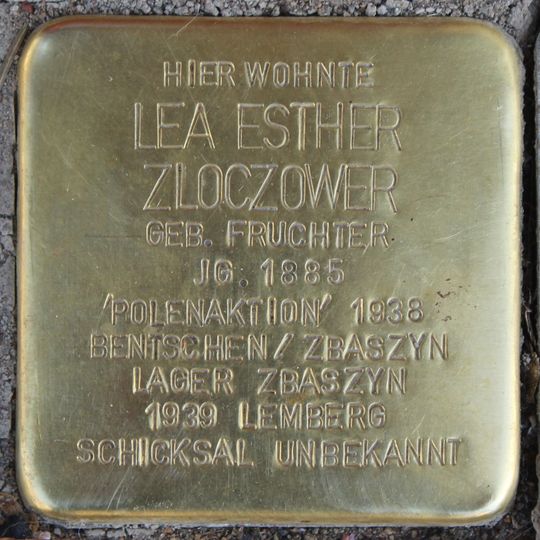 HIER WOHNTE
LEA ESTHER
ZLOCZOWER
GEB. FRUCHTER
JG. 1885
'POLENAKTION' 1938
BENTSCHEN / ZBASZYN
LAGER ZBASZYN
1939 LEMBERG
SCHICKSAL UNBEKANNT